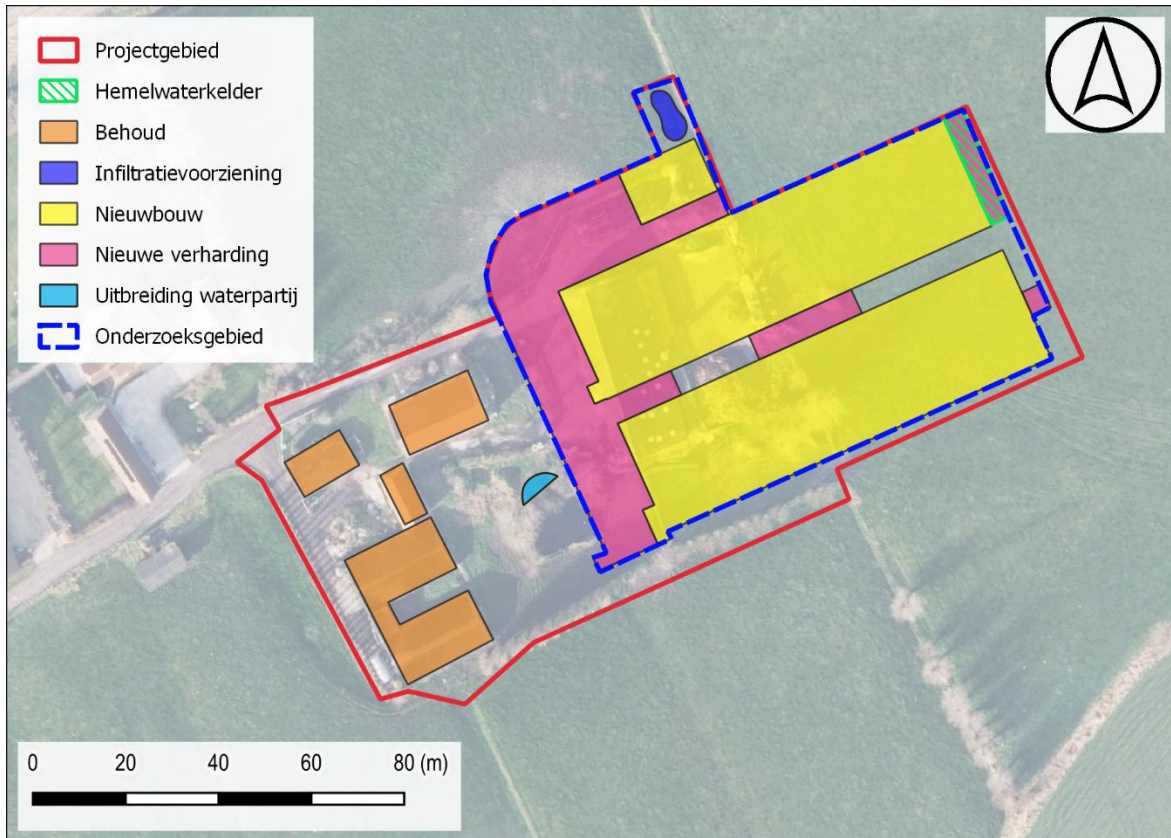 Projectgebied
Hemelwaterkelder
Behoud
Infiltratievoorziening
Nieuwbouw
Nieuwe verharding
Uitbreiding waterpartij
Onderzoeksgebied
0 20 40 60 80 (m)